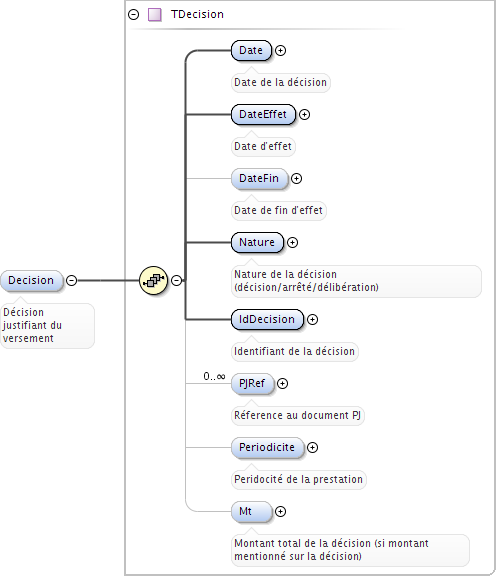 TDecision
Date
Date de la décision
DateEffet
Date d'effet
DateFin
Date de fin d'effet
Nature
Nature de la décision
(décision/arrêté/délibération)
Decision
Décision
justifiant du
versement
IdDecision
Identifiant de la décision
0..∞
PJRef
Réference au document PJ
Periodicite
Peridocité de la prestation
Mt
Montant total de la décision (si montant
mentionné sur la décision)